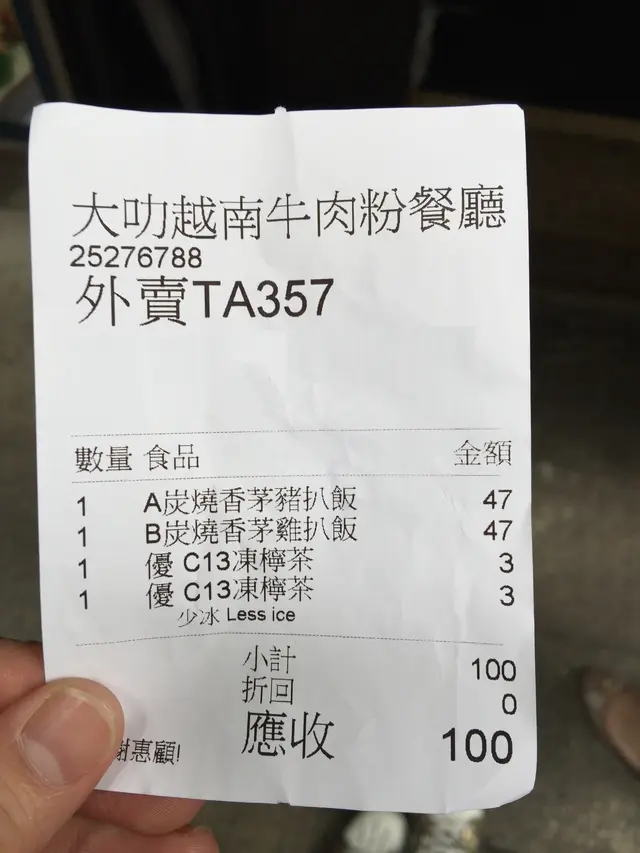 大叻越南牛肉粉餐廳
25276788
外賣TA357
數量 食品 金額
1 A炭燒香茅豬扒飯 47
1 B炭燒香茅雞扒飯 47
1 優 C13凍檸茶 3
1 優 C13凍檸茶 3
少冰 Less ice
小計 100
折回 0
應收 100
謝惠顧!